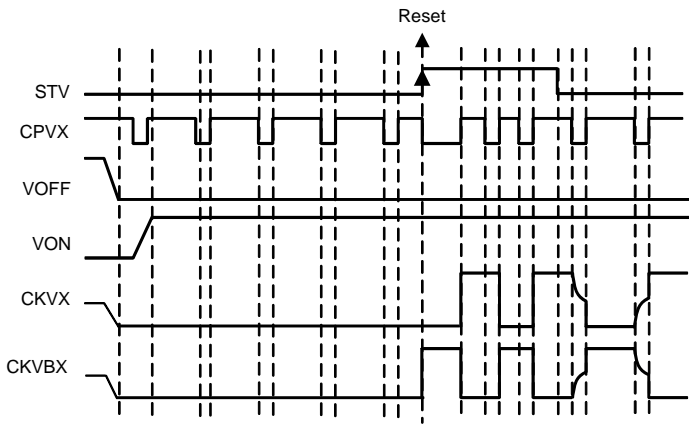 Reset
STV
CPVX
VOFF
VON
CKVX
CKVBX